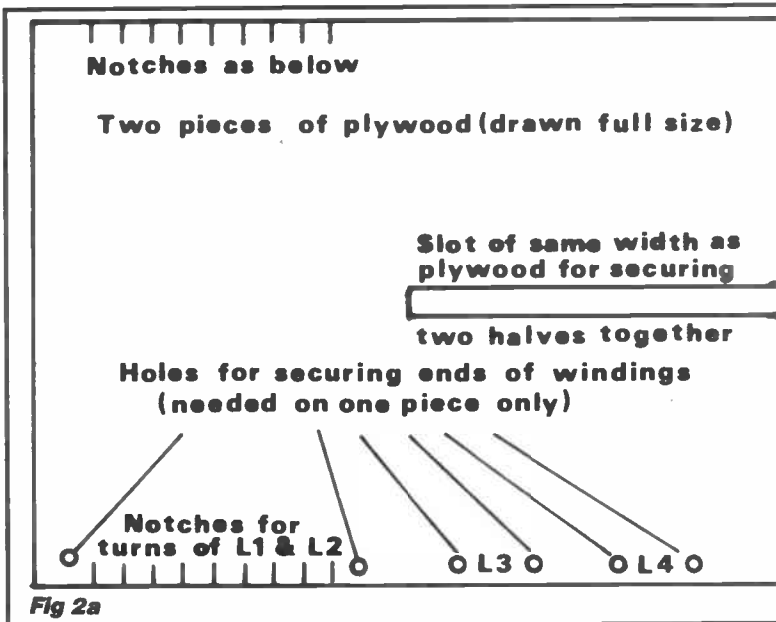 Notches as below
Two pieces of plywood (drawn full size)
Slot of same width as
plywood for securing
two halves together
Holes for securing ends of windings
(needed on one piece only)
Notches for
turns of L1 & L2
L3
L4
Fig 2a